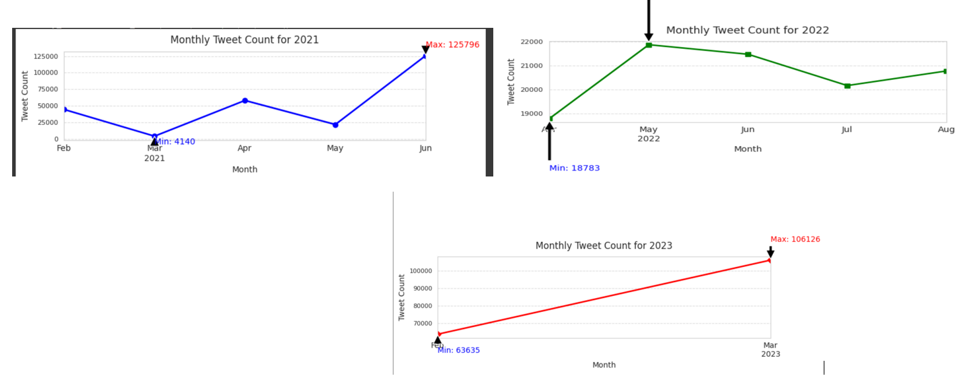 Monthly Tweet Count for 2021
Max: 125796
125000
100000
75000
50000
25000
0
Tweet Count
Min: 4140
Feb Mar Apr May Jun
2021
Month
Monthly Tweet Count for 2022
22000
21000
20000
19000
Tweet Count
Apr May Jun Jul Aug
2022
Month
Min: 18783
Monthly Tweet Count for 2023
Max: 106126
100000
90000
80000
70000
Tweet Count
Feb Mar
Min: 63635
2023
Month